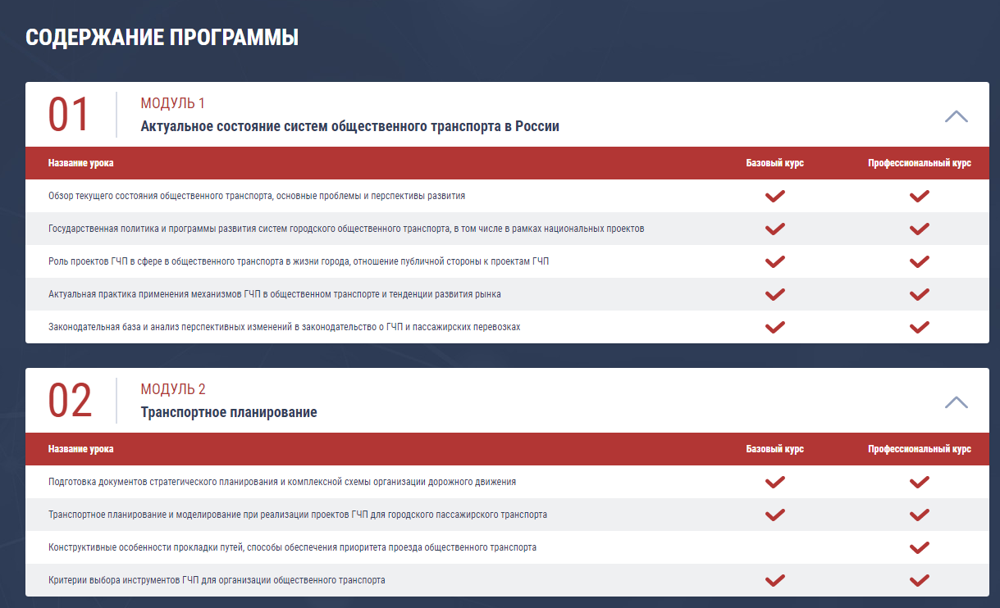 СОДЕРЖАНИЕ ПРОГРАММЫ
01
МОДУЛЬ 1
Актуальное состояние систем общественного транспорта в России
Название урока Базовый курс Профессиональный курс
Обзор текущего состояния общественного транспорта, основные проблемы и перспективы развития
Государственная политика и программы развития систем городского общественного транспорта, в том числе в рамках национальных проектов
Роль проектов ГЧП в сфере в общественного транспорта в жизни города, отношение публичной стороны к проектам ГЧП
Актуальная практика применения механизмов ГЧП в общественном транспорте и тенденции развития рынка
Законодательная база и анализ перспективных изменений в законодательство о ГЧП и пассажирских перевозках
02
МОДУЛЬ 2
Транспортное планирование
Название урока Базовый курс Профессиональный курс
Подготовка документов стратегического планирования и комплексной схемы организации дорожного движения
Транспортное планирование и моделирование при реализации проектов ГЧП для городского пассажирского транспорта
Конструктивные особенности прокладки путей, способы обеспечения приоритета проезда общественного транспорта
Критерии выбора инструментов ГЧП для организации общественного транспорта